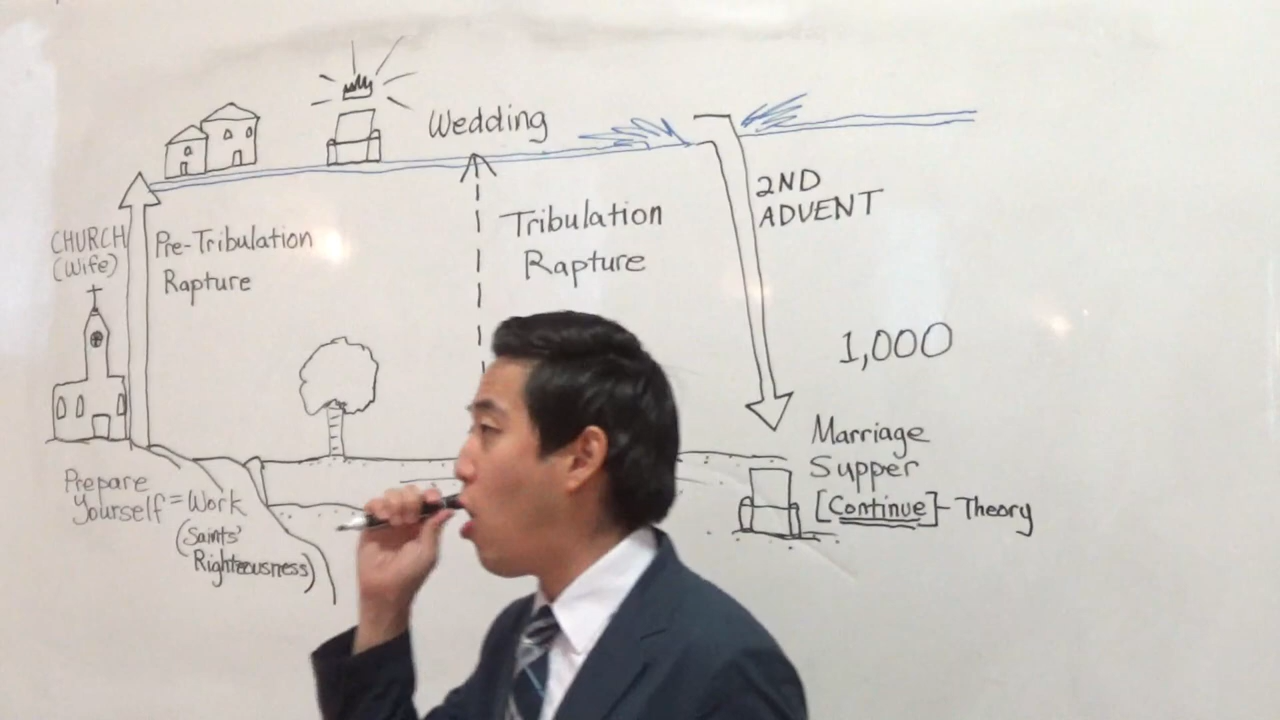 Wedding
2ND
ADVENT
CHURCH
(Wife)
Pre-Tribulation
Rapture
Tribulation
Rapture
1,000
Marriage
Supper
[Continue]- Theory
Prepare
Yourself = Work
(Saints'
Righteousness)